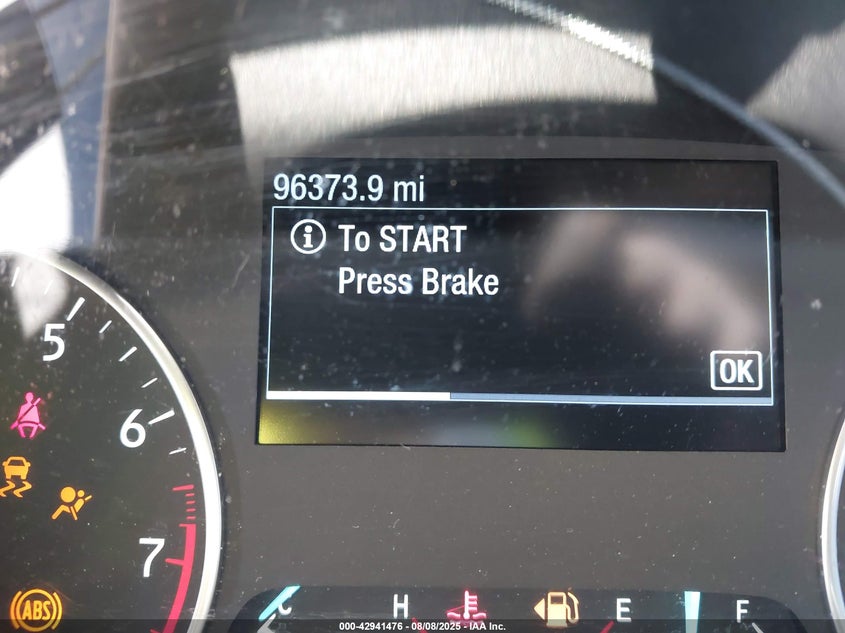 96373.9 mi
i To START
Press Brake
OK
5
6
7
ABS
C H
E F
000-42941476 - 08/08/2025 - IAA Inc.